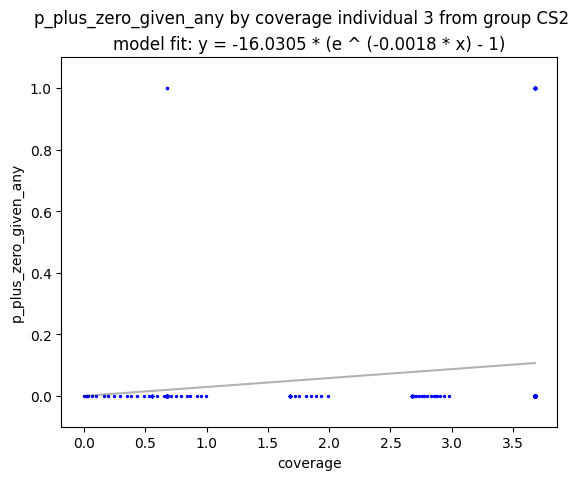 p_plus_zero_given_any by coverage individual 3 from group CS2
model fit: y = -16.0305 * (e ^ (-0.0018 * x) - 1)
1.0
0.8
0.6
0.4
0.2
0.0
p_plus_zero_given_any
0.0 0.5 1.0 1.5 2.0 2.5 3.0 3.5
coverage